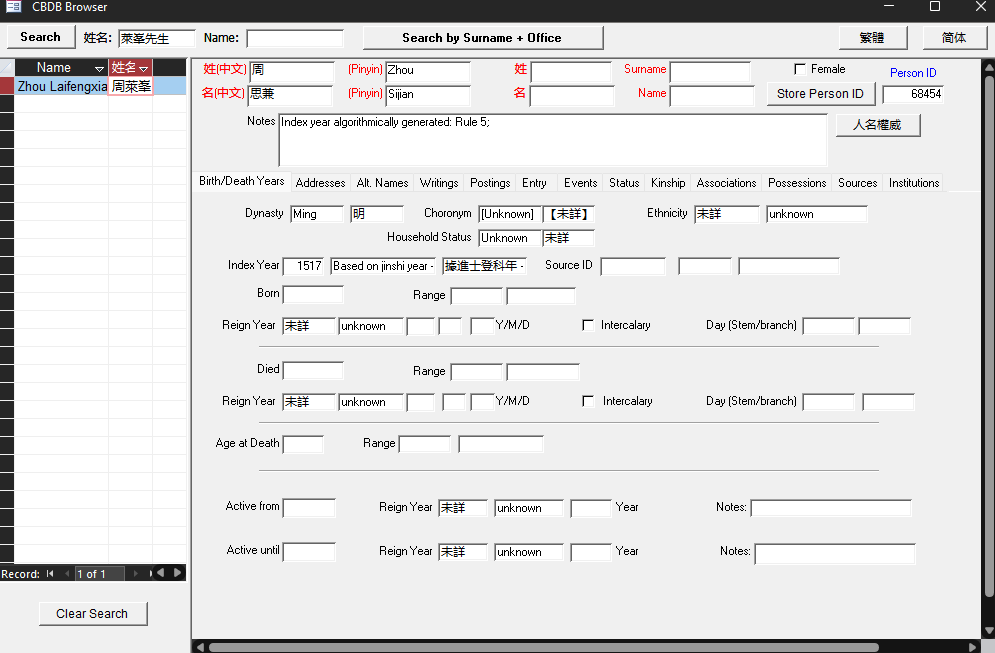 CBDB Browser
Search 姓名: 萊峯先生 Name: Search by Surname + Office 繁體 简体
Name 姓名
Zhou Laifengxia 周萊峯
姓(中文) 周 (Pinyin) Zhou 姓 Surname Female Person ID
名(中文) 思兼 (Pinyin) Sijian 名 Name Store Person ID 68454
Notes Index year algorithmically generated: Rule 5; 人名權威
Birth/Death Years Addresses Alt. Names Writings Postings Entry Events Status Kinship Associations Possessions Sources Institutions
Dynasty Ming 明 Choronym [Unknown] 【未詳】 Ethnicity 未詳 unknown
Household Status Unknown 未詳
Index Year 1517 Based on jinshi year - 據進士登科年 - Source ID
Born Range
Reign Year 未詳 unknown Y/M/D Intercalary Day (Stem/branch)
Died Range
Reign Year 未詳 unknown Y/M/D Intercalary Day (Stem/branch)
Age at Death Range
Active from Reign Year 未詳 unknown Year Notes:
Active until Reign Year 未詳 unknown Year Notes:
Record: 1 of 1
Clear Search